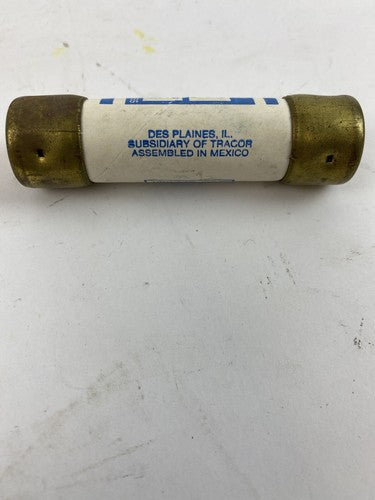 DES PLAINES, IL.
SUBSIDIARY OF TRACOR
ASSEMBLED IN MEXICO